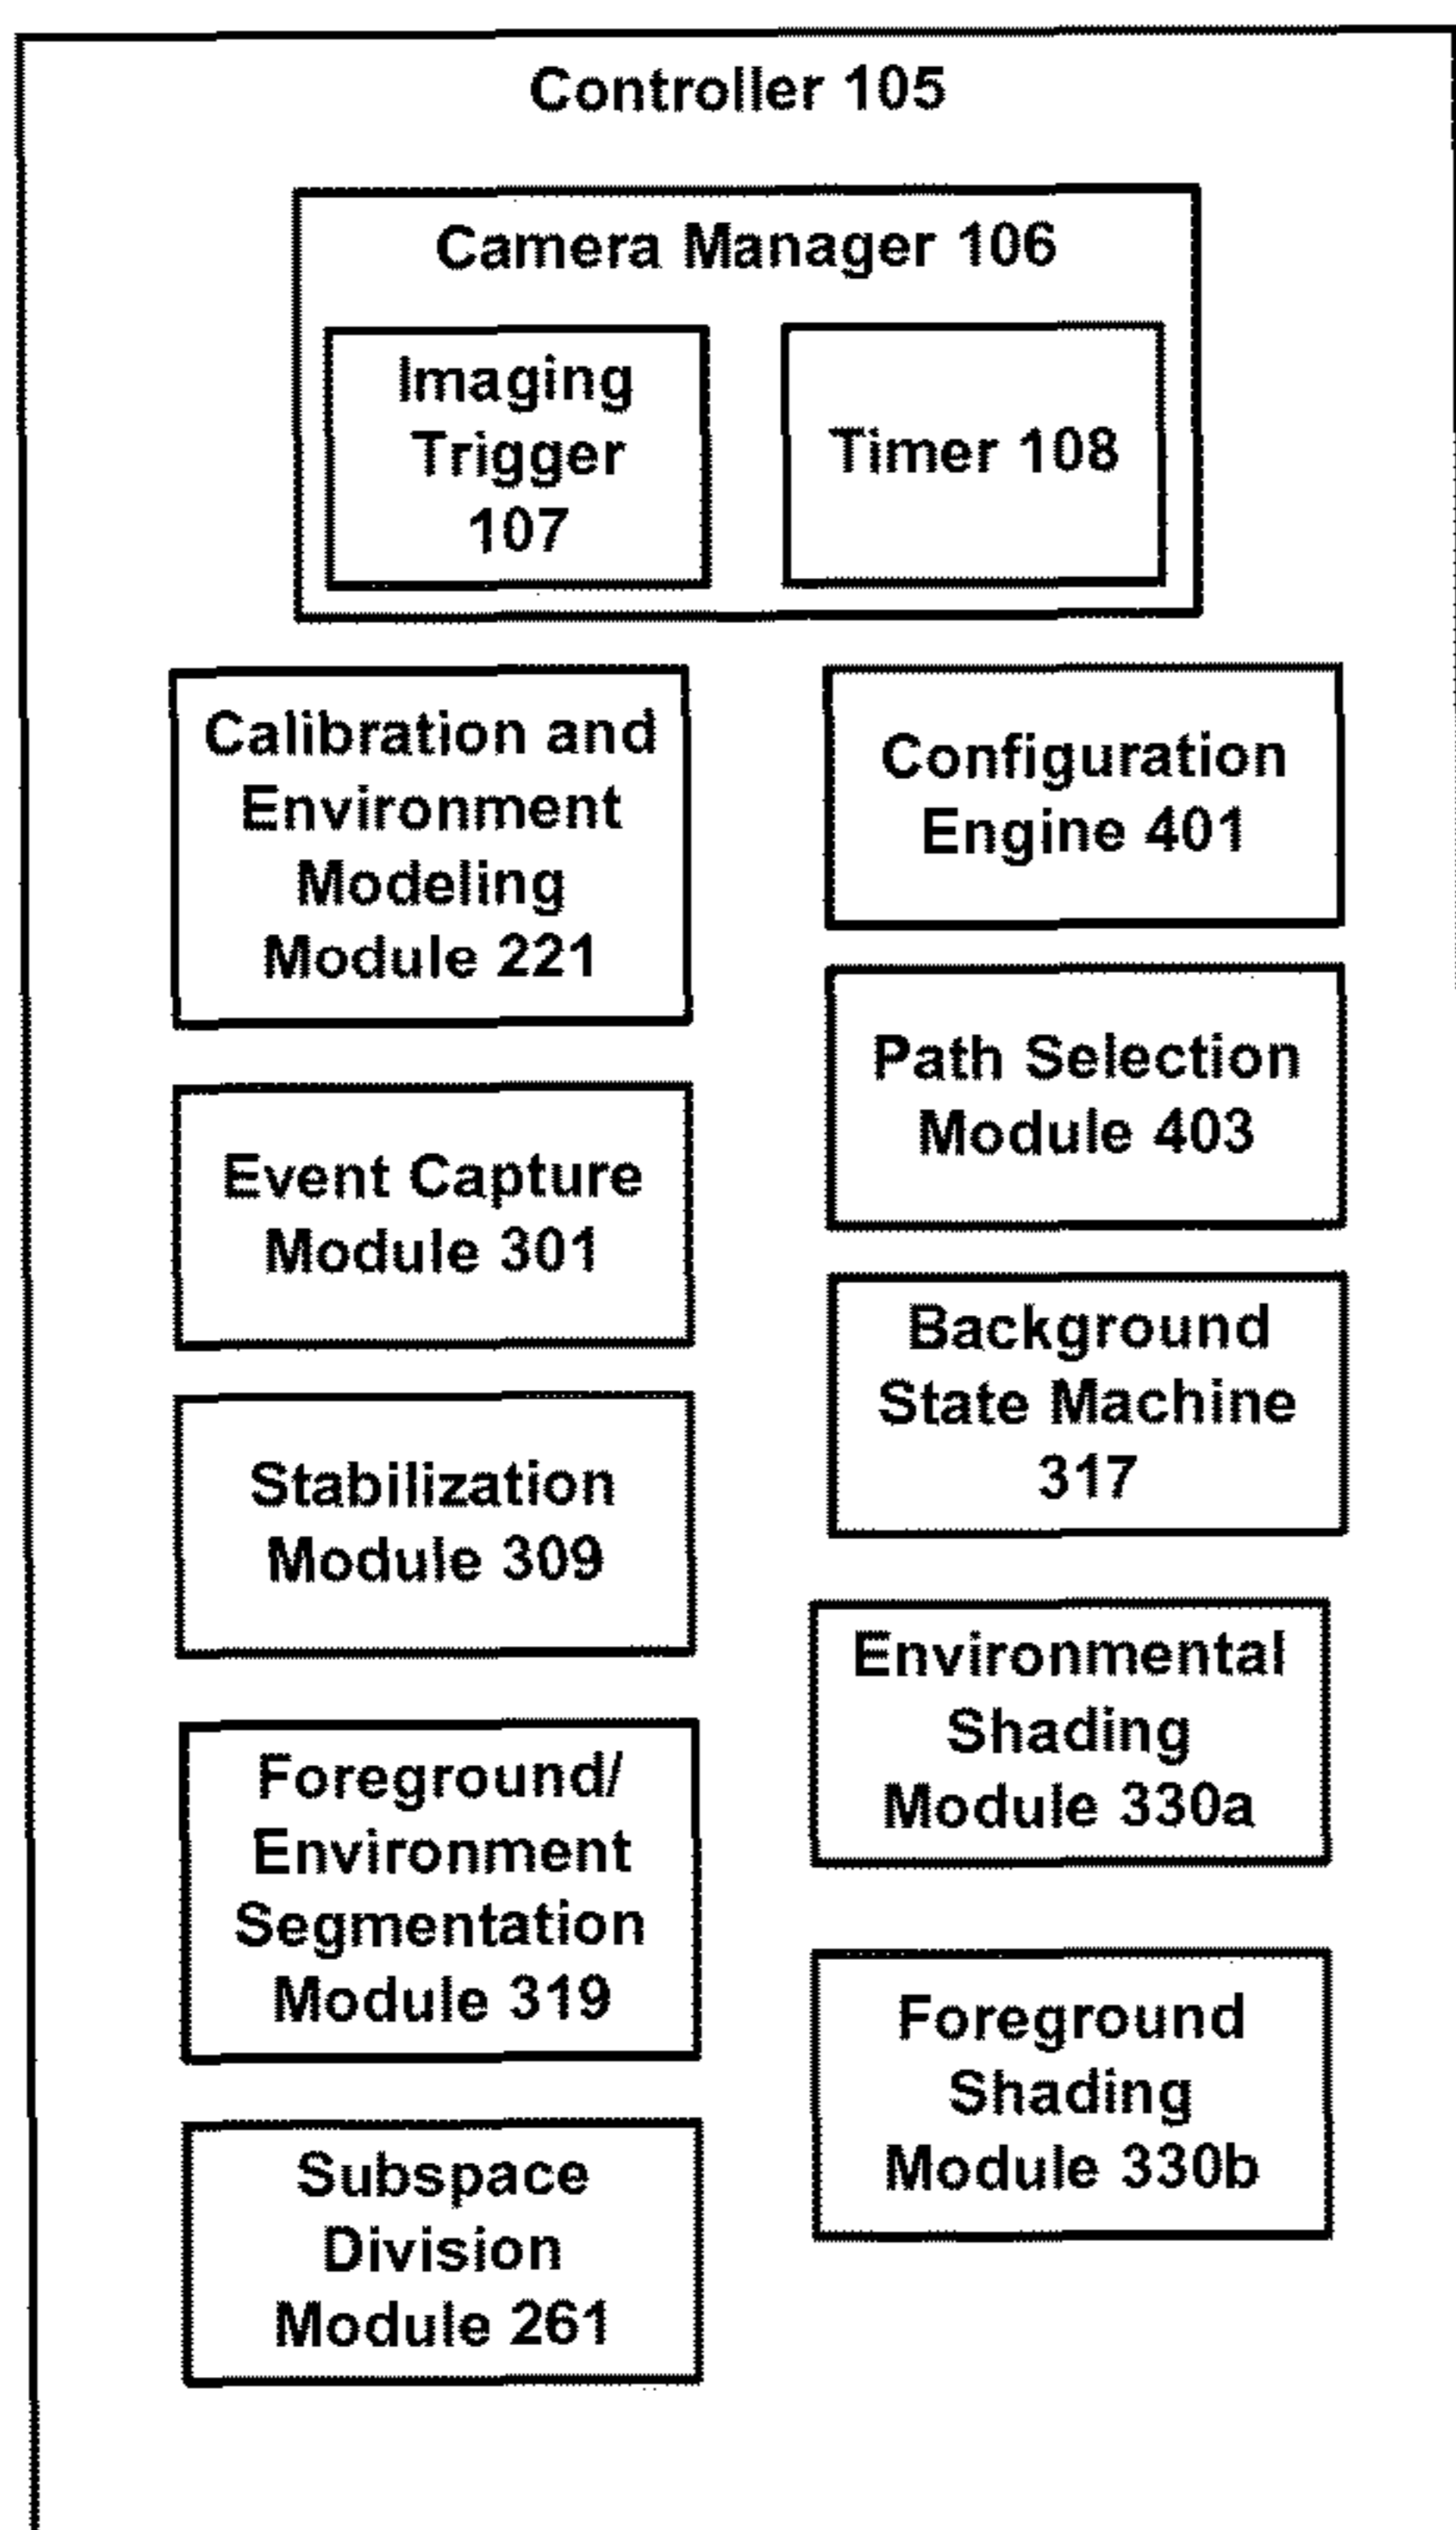 Controller 105
Camera Manager 106
Imaging
Trigger
107
Timer 108
Calibration and
Environment
Modeling
Module 221
Event Capture
Module 301
Stabilization
Module 309
Foreground/
Environment
Segmentation
Module 319
Subspace
Division
Module 261
Configuration
Engine 401
Path Selection
Module 403
Background
State Machine
317
Environmental
Shading
Module 330a
Foreground
Shading
Module 330b